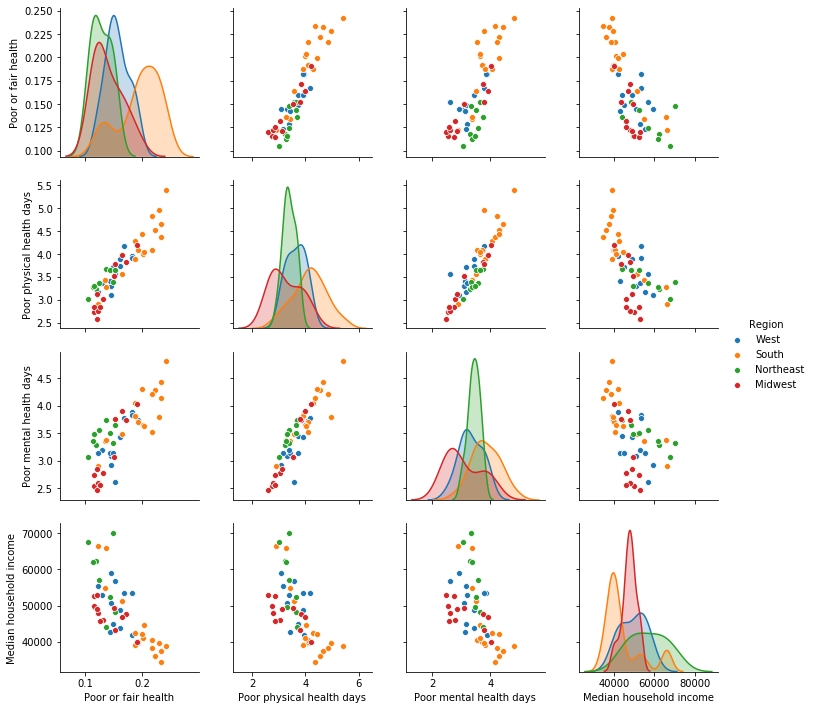 0.250
0.225
0.200
0.175
0.150
0.125
0.100
Poor or fair health
0.1
0.2
2
4
6
2
4
40000
60000
80000
5.5
5.0
4.5
4.0
3.5
3.0
2.5
Poor physical health days
Region
West
South
Northeast
Midwest
4.5
4.0
3.5
3.0
2.5
Poor mental health days
70000
60000
50000
40000
Median household income
Poor or fair health
Poor physical health days
Poor mental health days
Median household income